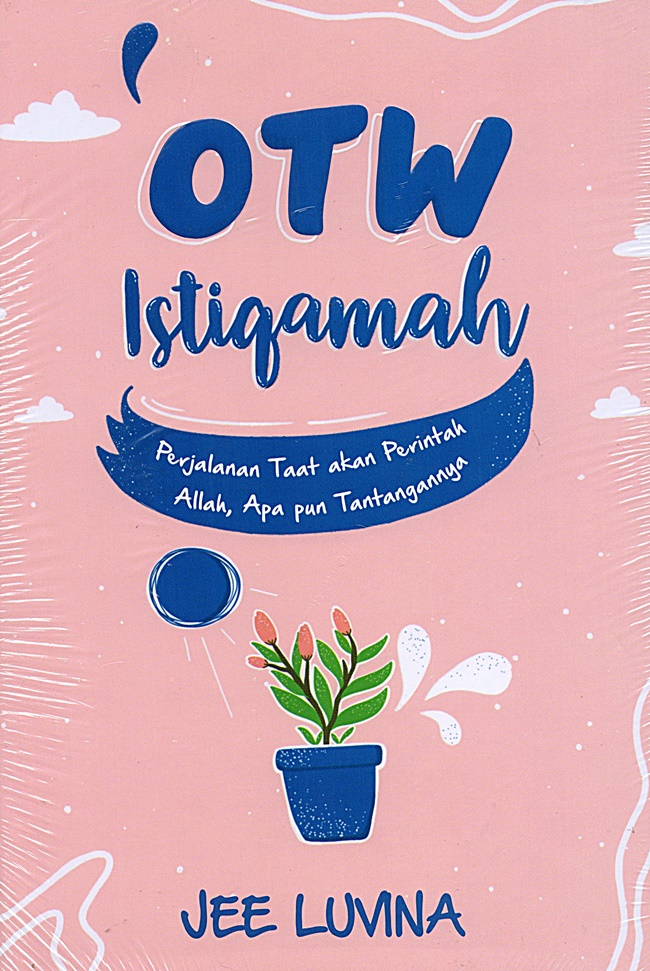 OTW
Istiqamah
Perjalanan Taat akan Perintah
Allah, Apa pun Tantangannya
JEE LUVINA